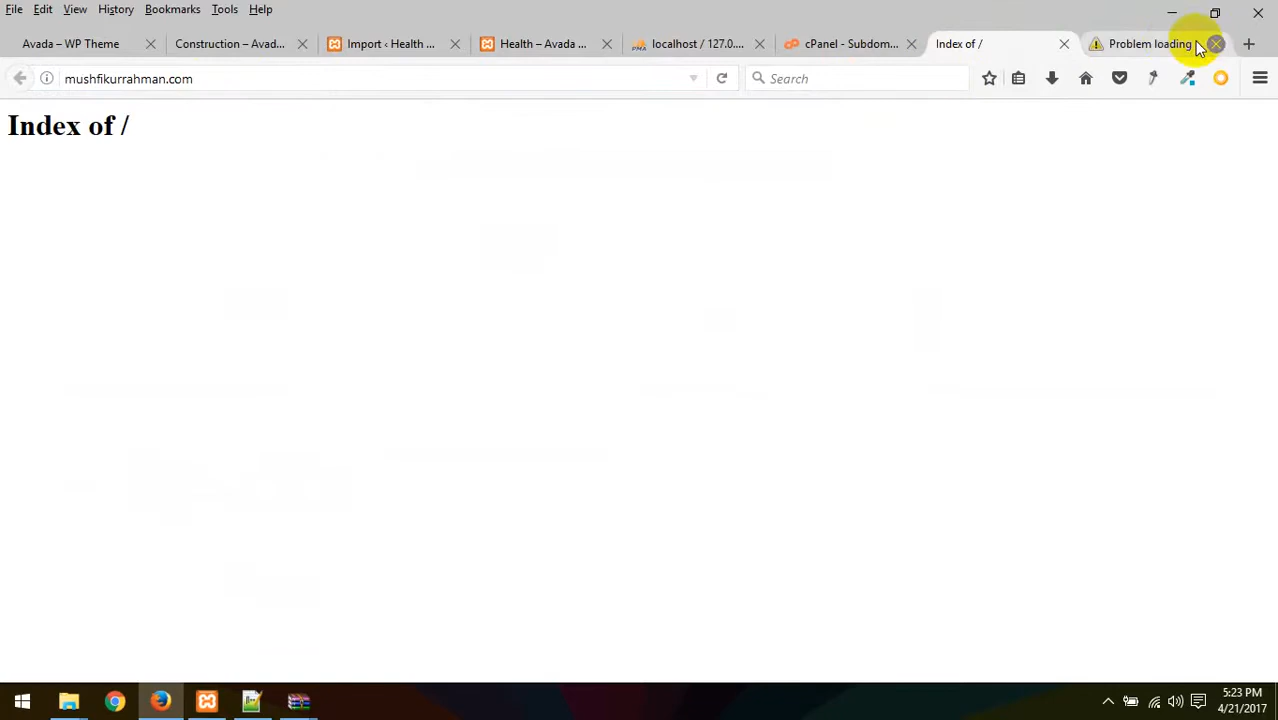 File Edit View History Bookmarks Tools Help
Avada – WP Theme Construction – Avad... Import ‹ Health ... Health – Avada ... localhost / 127.0.... cPanel - Subdom... Index of / Problem loading
mushfikurrahman.com Search
Index of /
5:23 PM
4/21/2017